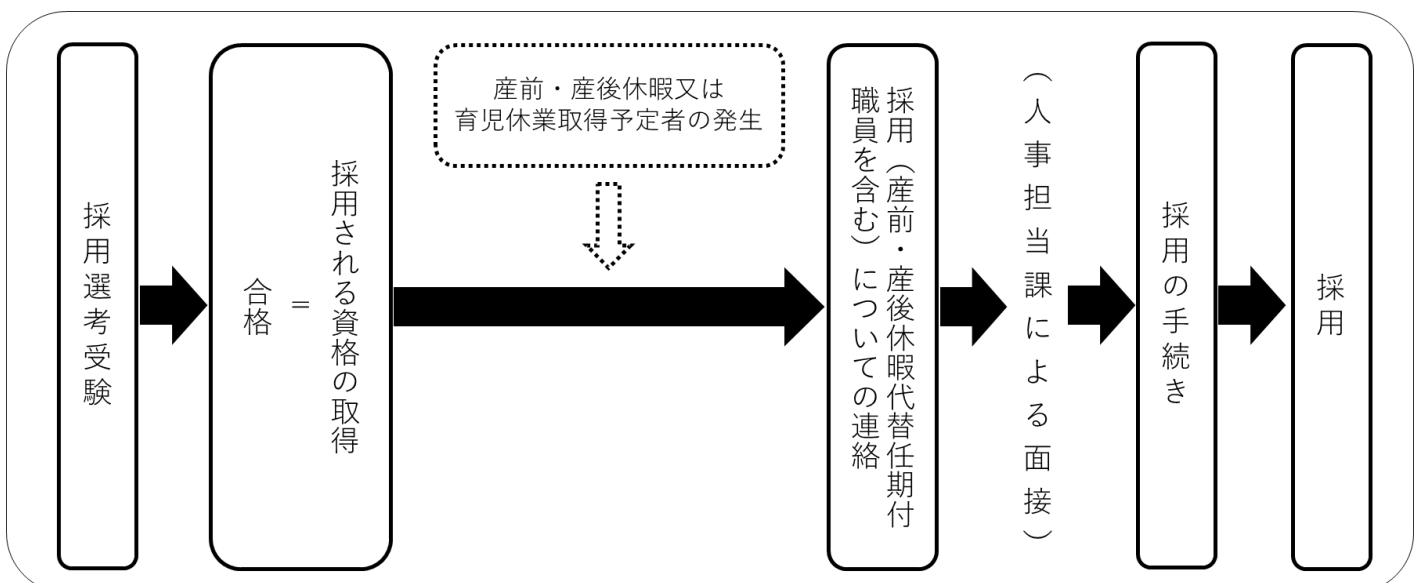 採用選考受験
採用される資格の取得
＝
合格
産前・産後休暇又は
育児休業取得予定者の発生
採用（産前・産後休暇代替任期付
職員を含む）についての連絡
（人事担当課による面接）
採用の手続き
採用